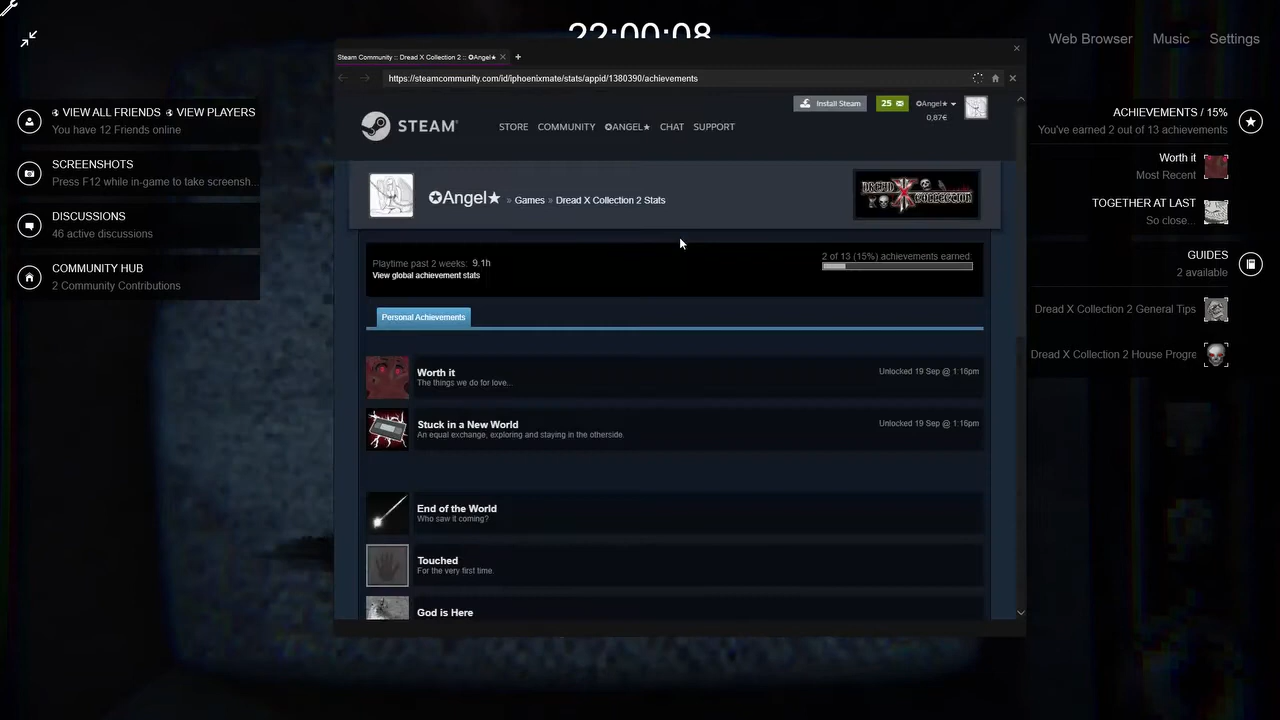 22:00:08
Web Browser
Music
Settings
VIEW ALL FRIENDS VIEW PLAYERS
You have 12 Friends online
SCREENSHOTS
Press F12 while in-game to take screensh...
DISCUSSIONS
46 active discussions
COMMUNITY HUB
2 Community Contributions
Steam Community :: Dread X Collection 2 :: ✪Angel★
https://steamcommunity.com/id/iphoenixmate/stats/appid/1380390/achievements
Install Steam
25
✪Angel★
0,87€
STEAM
STORE
COMMUNITY
✪ANGEL★
CHAT
SUPPORT
✪Angel★ » Games » Dread X Collection 2 Stats
DREAD X COLLECTION
Playtime past 2 weeks: 9.1h
View global achievement stats
2 of 13 (15%) achievements earned:
Personal Achievements
Worth it
The things we do for love...
Unlocked 19 Sep @ 1:16pm
Stuck in a New World
An equal exchange, exploring and staying in the otherside.
Unlocked 19 Sep @ 1:16pm
End of the World
Who saw it coming?
Touched
For the very first time.
God is Here
ACHIEVEMENTS / 15%
You've earned 2 out of 13 achievements
Worth it
Most Recent
TOGETHER AT LAST
So close...
GUIDES
2 available
Dread X Collection 2 General Tips
Dread X Collection 2 House Progre